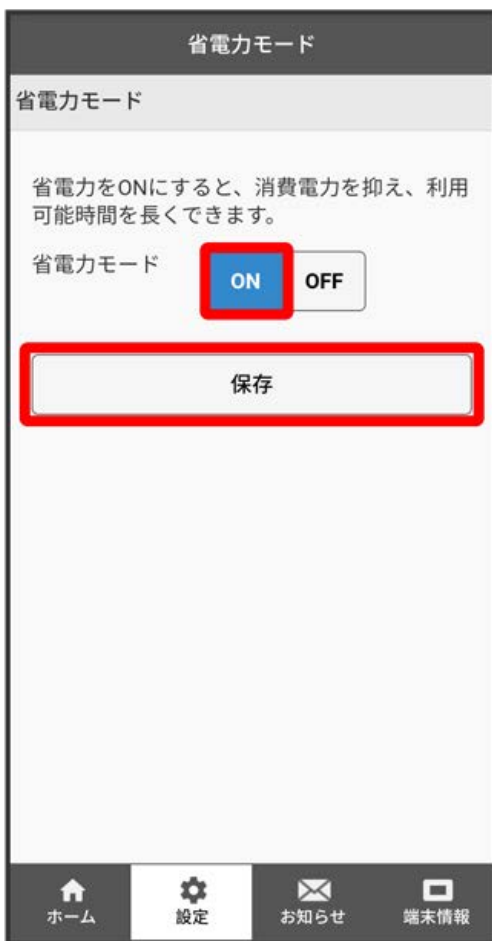 省電力モード
省電力モード
省電力をONにすると、消費電力を抑え、利用
可能時間を長くできます。
省電力モード ON OFF
保存
ホーム 設定 お知らせ 端末情報